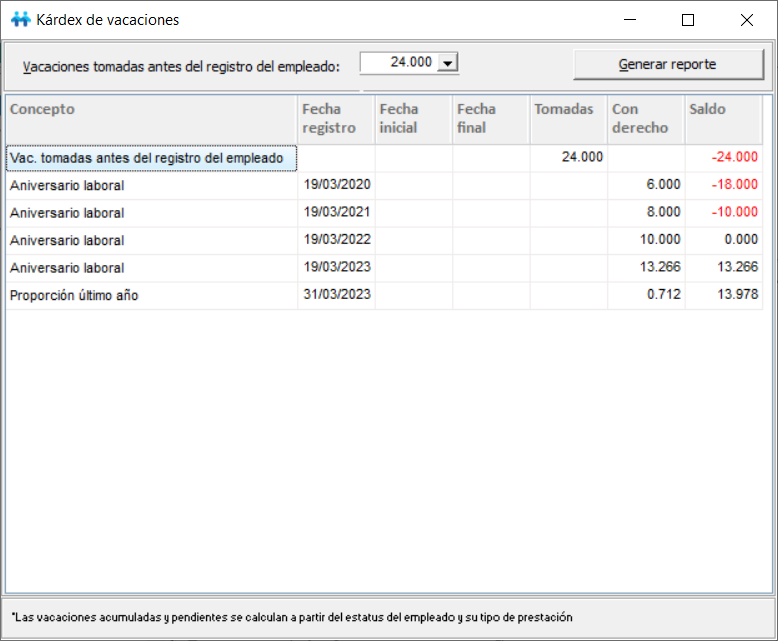 Kárdex de vacaciones
Vacaciones tomadas antes del registro del empleado: 24.000 Generar reporte
Concepto Fecha registro Fecha inicial Fecha final Tomadas Con derecho Saldo
Vac. tomadas antes del registro del empleado 24.000 -24.000
Aniversario laboral 19/03/2020 6.000 -18.000
Aniversario laboral 19/03/2021 8.000 -10.000
Aniversario laboral 19/03/2022 10.000 0.000
Aniversario laboral 19/03/2023 13.266 13.266
Proporción último año 31/03/2023 0.712 13.978
*Las vacaciones acumuladas y pendientes se calculan a partir del estatus del empleado y su tipo de prestación